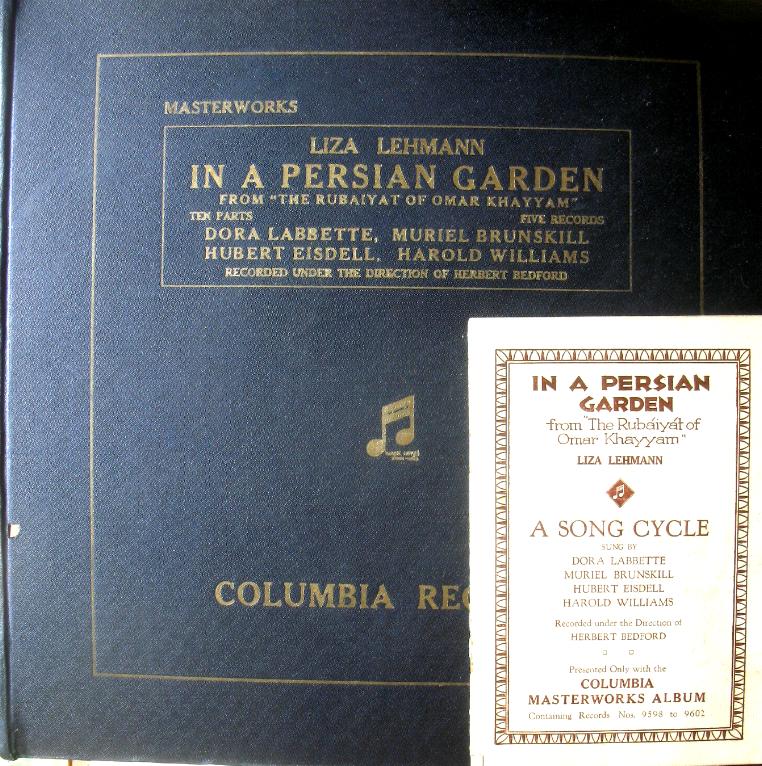 MASTERWORKS
LIZA LEHMANN
IN A PERSIAN GARDEN
FROM "THE RUBAIYAT OF OMAR KHAYYAM"
TEN PARTS FIVE RECORDS
DORA LABBETTE, MURIEL BRUNSKILL
HUBERT EISDELL, HAROLD WILLIAMS
RECORDED UNDER THE DIRECTION OF HERBERT BEDFORD
COLUMBIA REC
IN A PERSIAN
GARDEN
from "The Rubáiyát of
Omar Khayyam"
LIZA LEHMANN
A SONG CYCLE
SUNG BY
DORA LABBETTE
MURIEL BRUNSKILL
HUBERT EISDELL
HAROLD WILLIAMS
Recorded under the Direction of
HERBERT BEDFORD
Presented Only with the
COLUMBIA
MASTERWORKS ALBUM
Containing Records Nos. 9598 to 9602